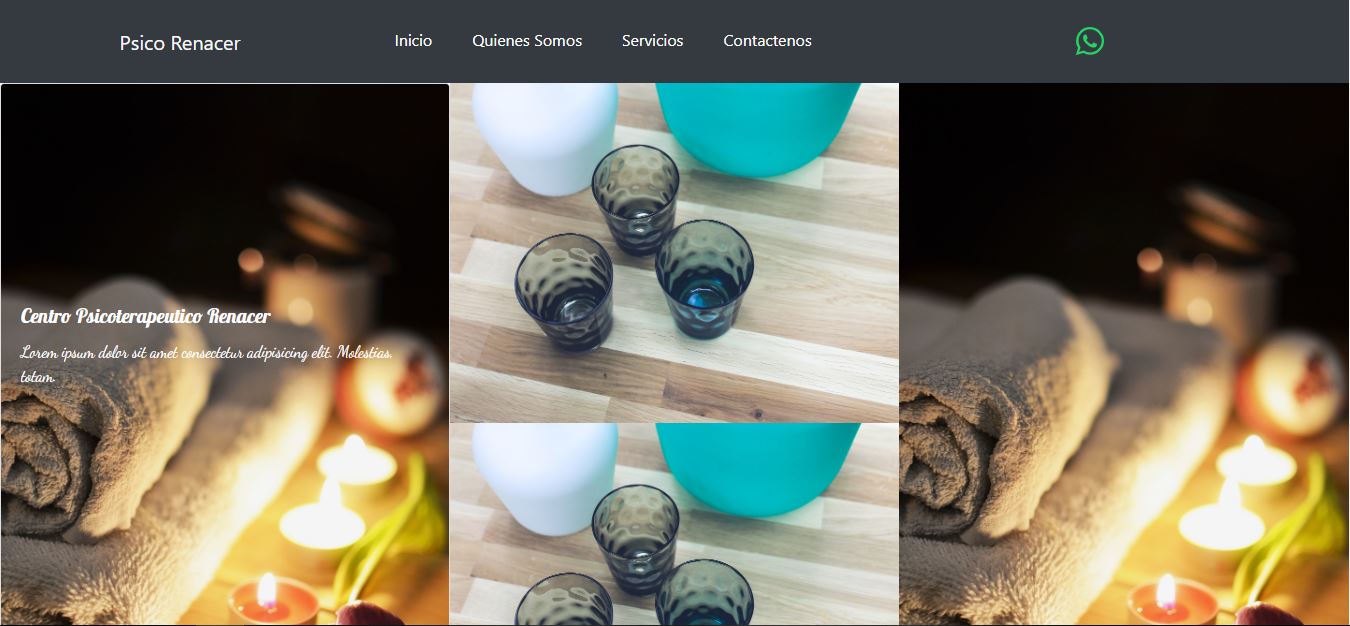 Psico Renacer
Inicio
Quienes Somos
Servicios
Contactenos
Centro Psicoterapeutico Renacer
Lorem ipsum dolor sit amet consectetur adipisicing elit. Molestias,
totam.